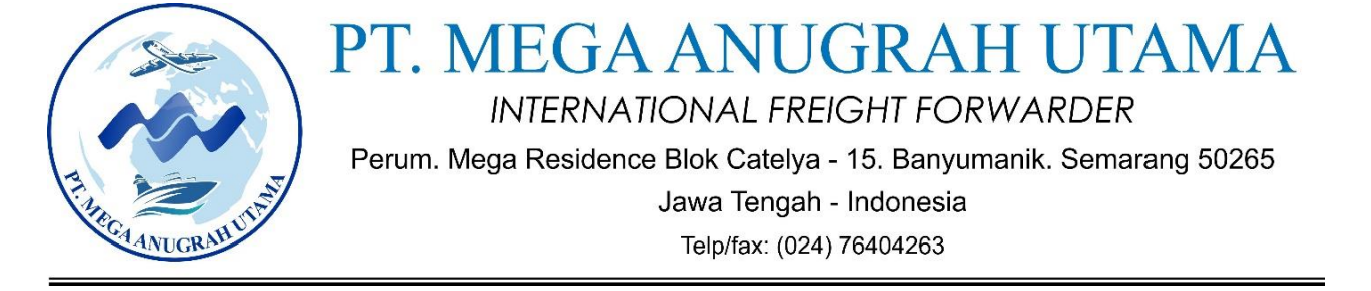 PT. MEGA ANUGRAH UTAMA
INTERNATIONAL FREIGHT FORWARDER
Perum. Mega Residence Blok Catelya - 15. Banyumanik. Semarang 50265
Jawa Tengah - Indonesia
Telp/fax: (024) 76404263
PT. MEGA ANUGRAH UTAMA